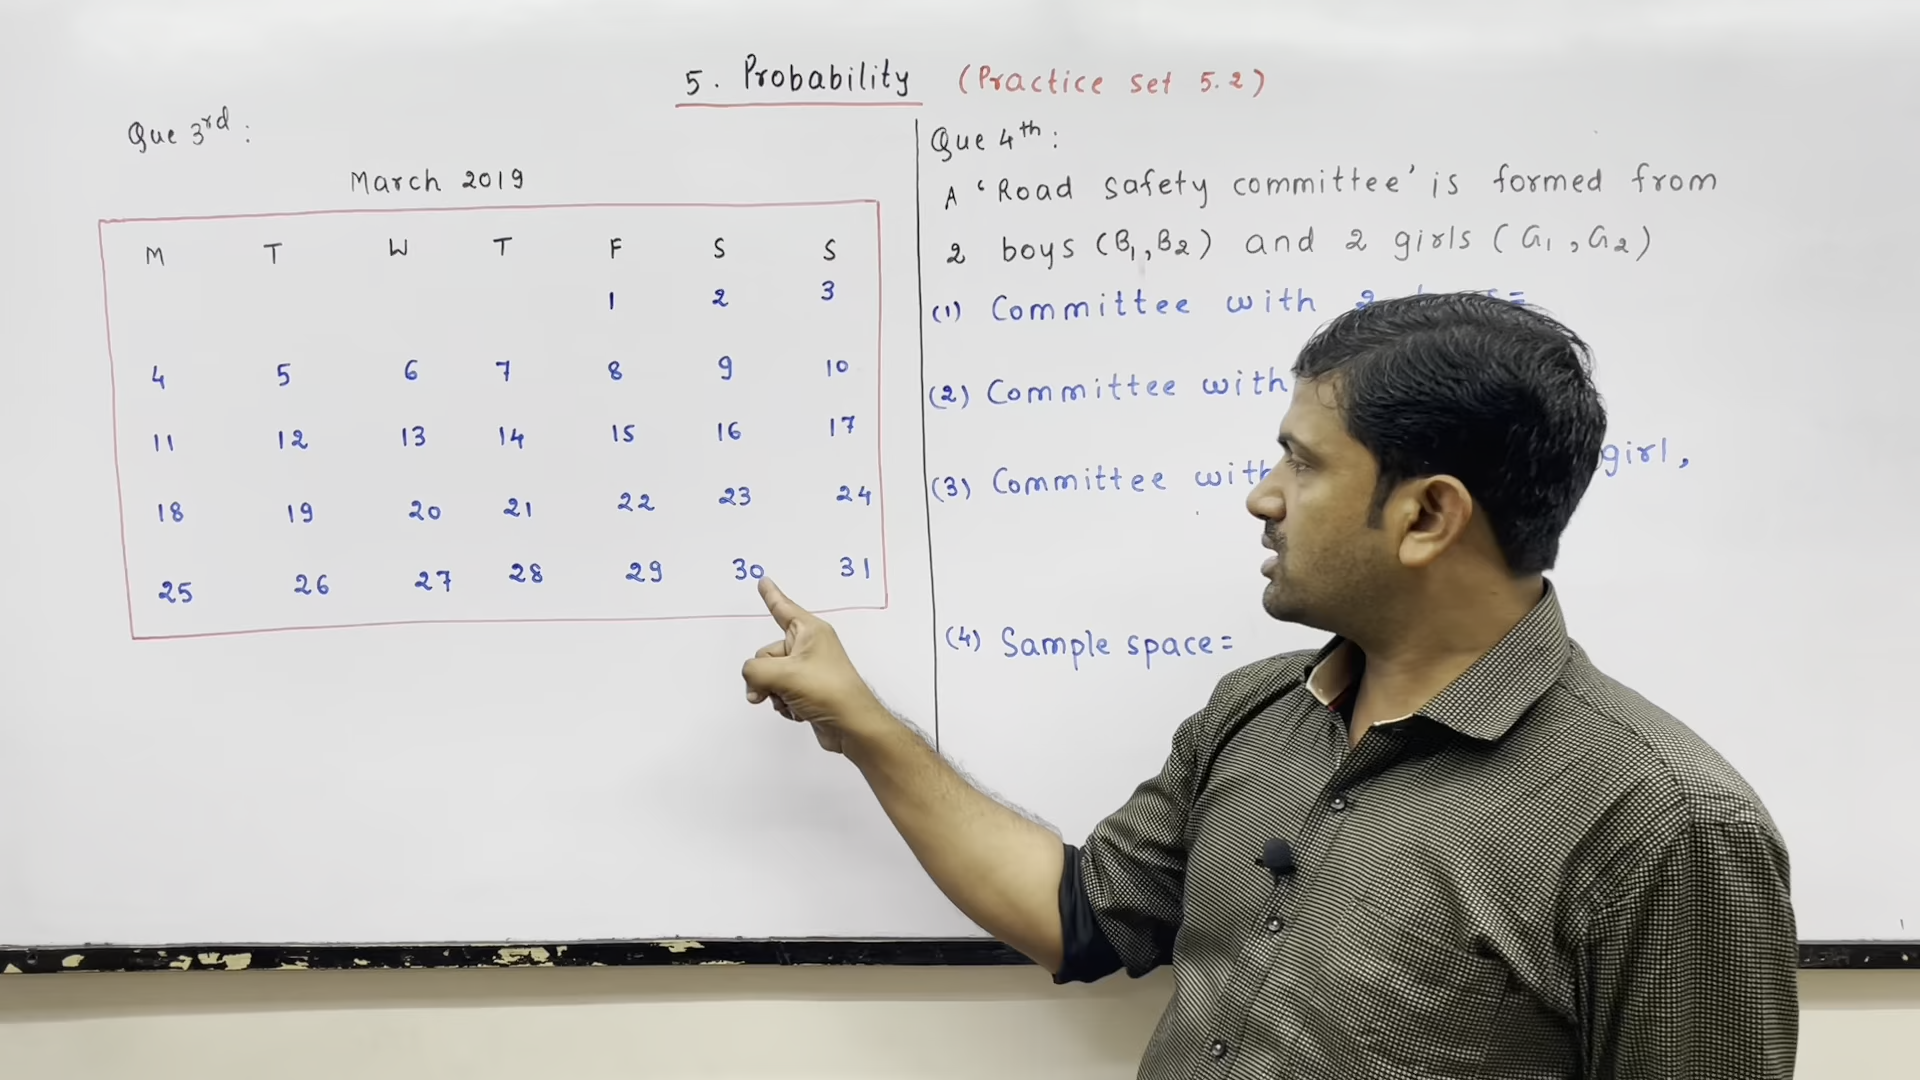 5. Probability (Practice set 5.2)
Que 3rd :
March 2019
M T W T F S S
1 2 3
4 5 6 7 8 9 10
11 12 13 14 15 16 17
18 19 20 21 22 23 24
25 26 27 28 29 30 31
Que 4th :
A ‘Road safety committee’ is formed from
2 boys (B1, B2) and 2 girls (G1, G2)
(1) Committee with 2 =
(2) Committee with
(3) Committee with girl,
(4) Sample space=